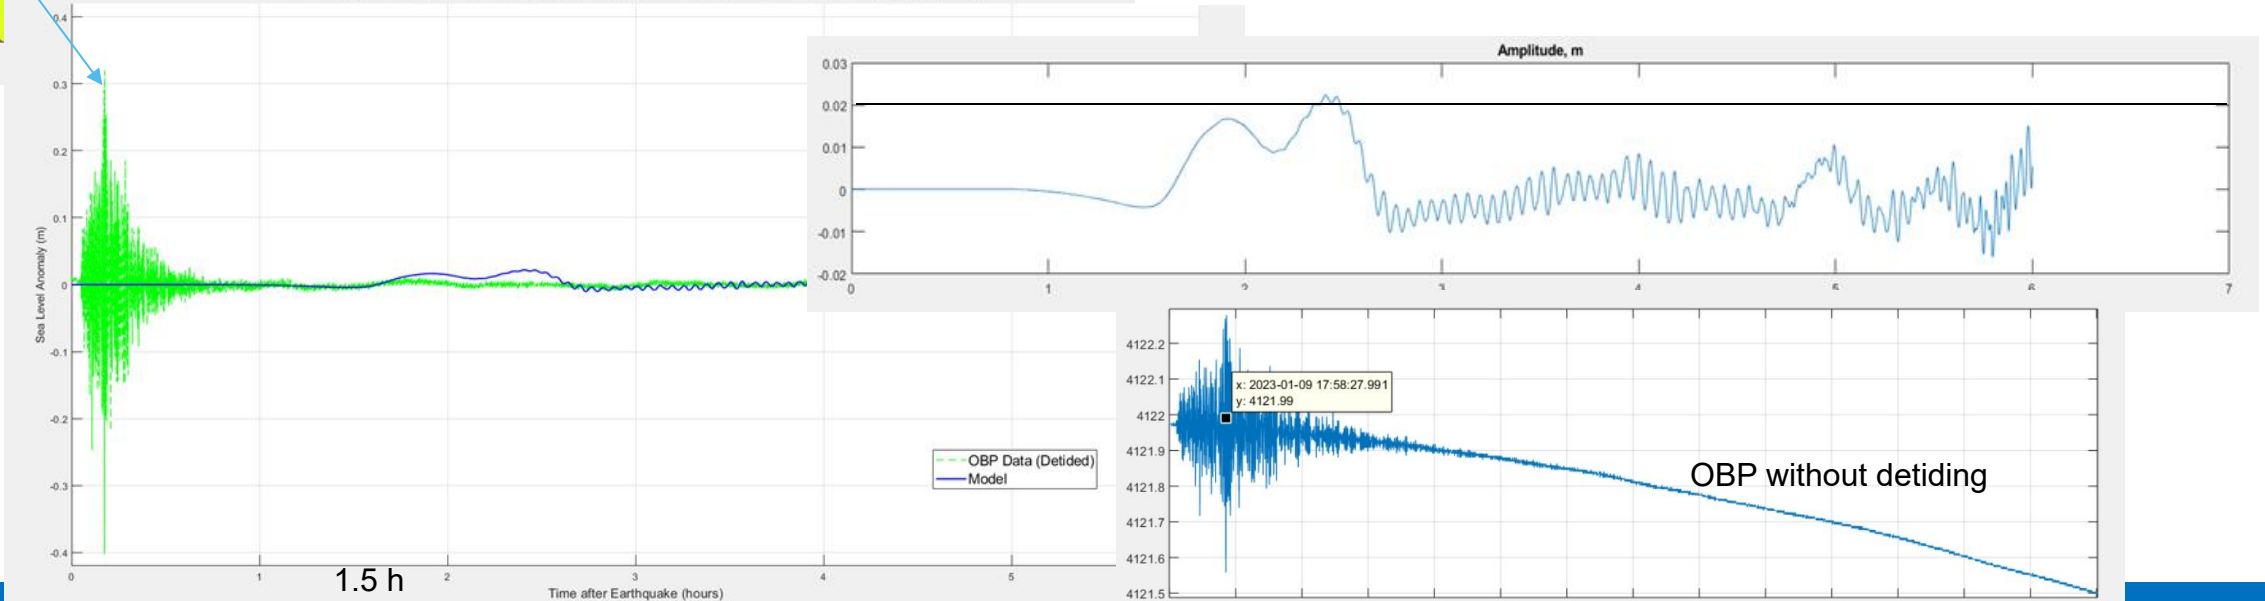 0.4
0.3
0.2
0.1
0
-0.1
-0.2
-0.3
-0.4
Sea Level Anomaly (m)
0 1 2 3 4 5
1.5 h
Time after Earthquake (hours)
OBP Data (Detided)
Model
Amplitude, m
0.03
0.02
0.01
0
-0.01
-0.02
0 1 2 3 4 5 6 7
4122.2
4122.1
4122
4121.9
4121.8
4121.7
4121.6
4121.5
x: 2023-01-09 17:58:27.991
y: 4121.99
OBP without detiding